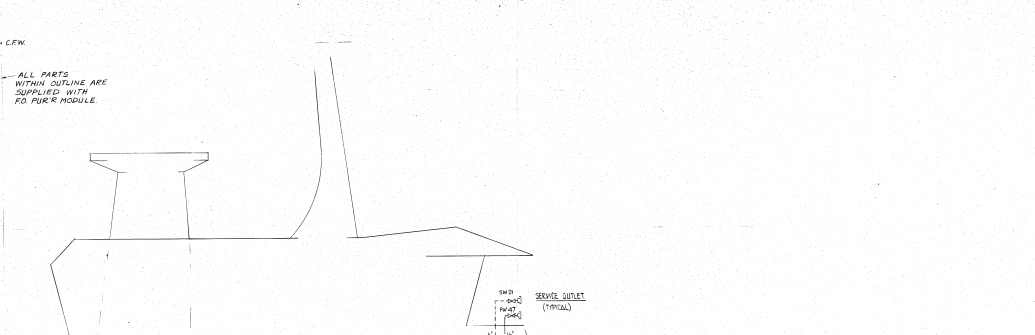 C.F.W.
ALL PARTS
WITHIN OUTLINE ARE
SUPPLIED WITH
F.O. PUR'R MODULE.
SW21
SERVICE OUTLET
PW47
(TYPICAL)